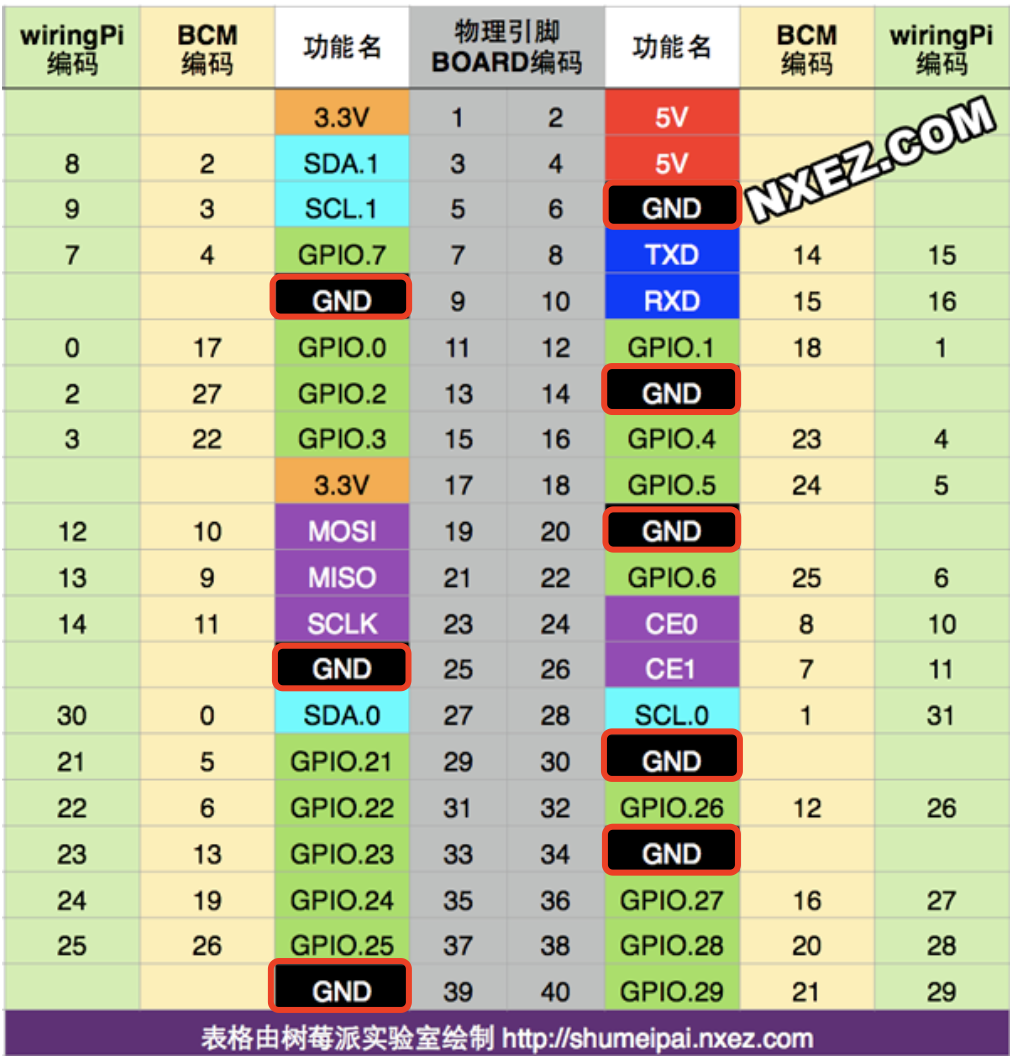 wiringPi 编码 BCM 编码 功能名 物理引脚 BOARD编码 功能名 BCM 编码 wiringPi 编码
3.3V 1 2 5V
8 2 SDA.1 3 4 5V
NXEZ.COM
9 3 SCL.1 5 6 GND
7 4 GPIO.7 7 8 TXD 14 15
GND 9 10 RXD 15 16
0 17 GPIO.0 11 12 GPIO.1 18 1
2 27 GPIO.2 13 14 GND
3 22 GPIO.3 15 16 GPIO.4 23 4
3.3V 17 18 GPIO.5 24 5
12 10 MOSI 19 20 GND
13 9 MISO 21 22 GPIO.6 25 6
14 11 SCLK 23 24 CE0 8 10
GND 25 26 CE1 7 11
30 0 SDA.0 27 28 SCL.0 1 31
21 5 GPIO.21 29 30 GND
22 6 GPIO.22 31 32 GPIO.26 12 26
23 13 GPIO.23 33 34 GND
24 19 GPIO.24 35 36 GPIO.27 16 27
25 26 GPIO.25 37 38 GPIO.28 20 28
GND 39 40 GPIO.29 21 29
表格由树莓派实验室绘制 http://shumeipai.nxez.com